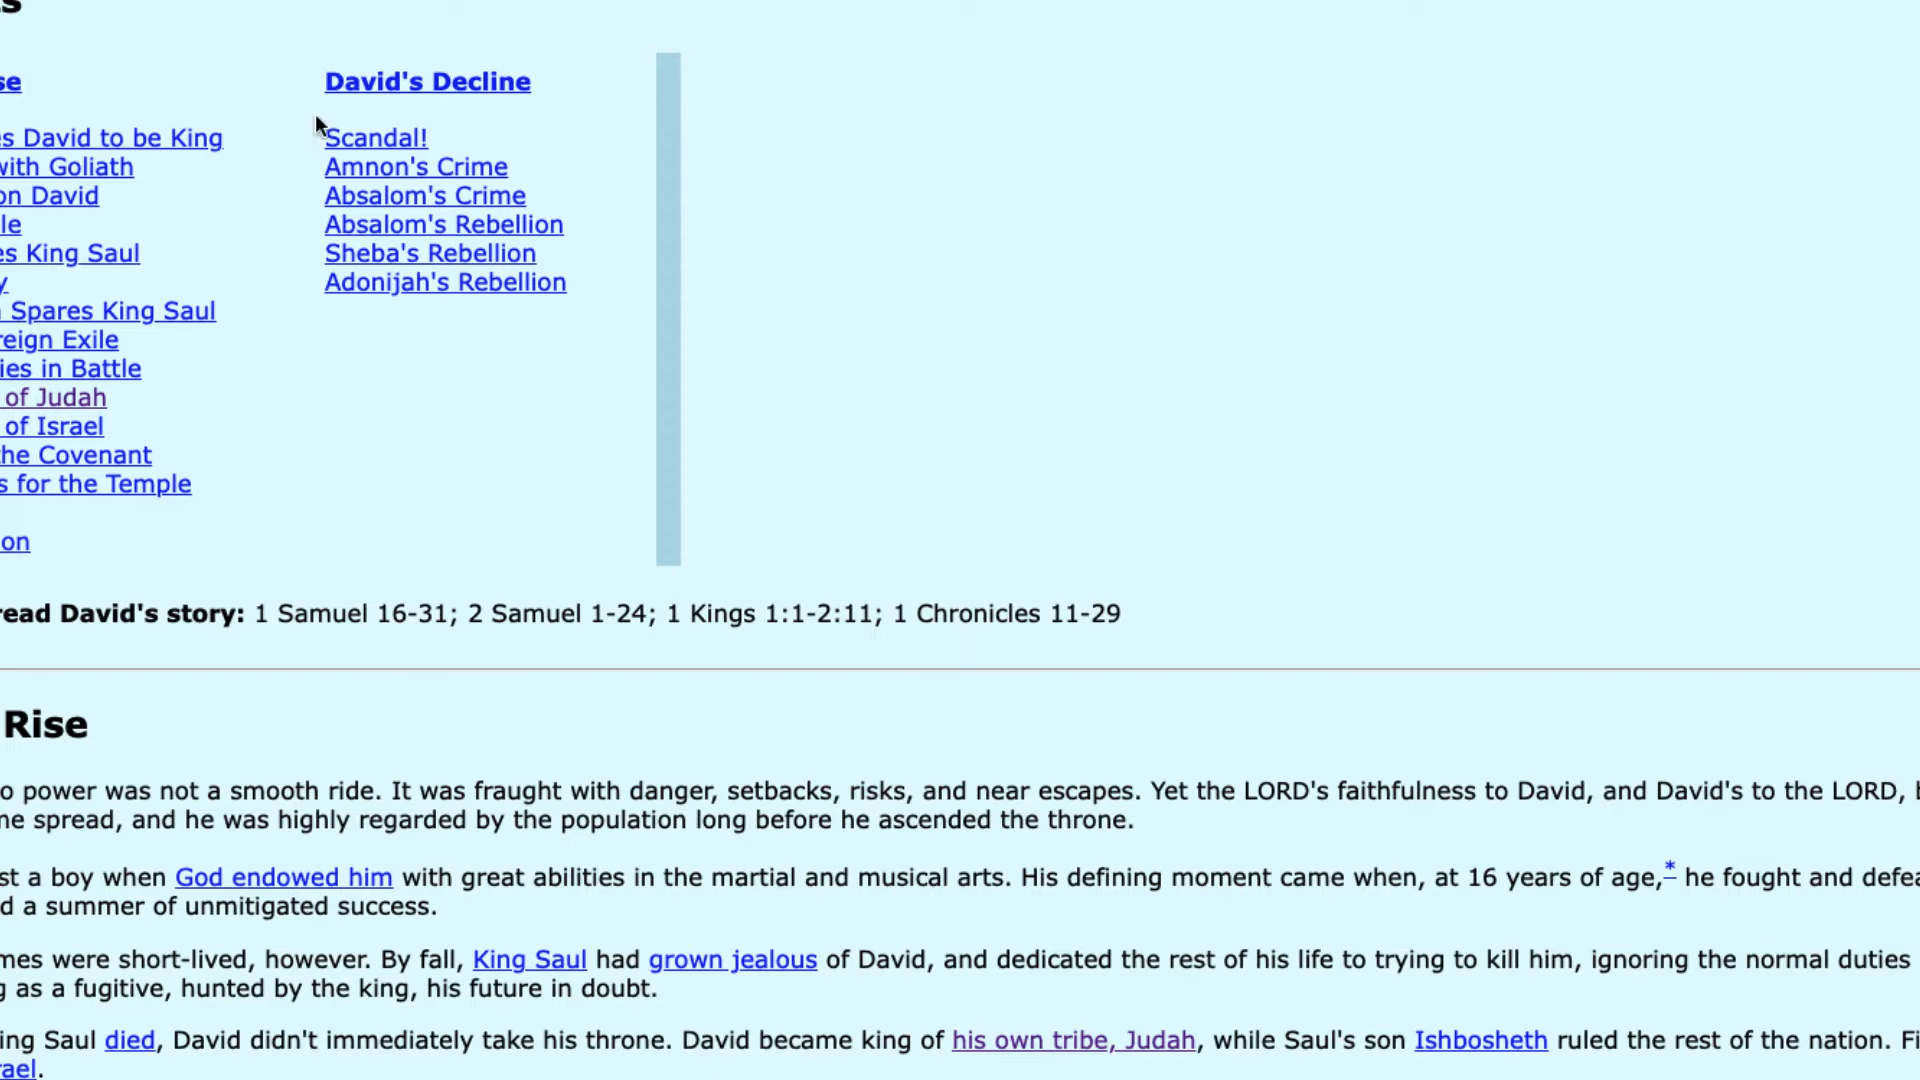 s
se
David's Decline
es David to be King
Scandal!
with Goliath
Amnon's Crime
on David
Absalom's Crime
le
Absalom's Rebellion
es King Saul
Sheba's Rebellion
y
Adonijah's Rebellion
Spares King Saul
reign Exile
ies in Battle
of Judah
of Israel
the Covenant
s for the Temple
on
read David's story: 1 Samuel 16-31; 2 Samuel 1-24; 1 Kings 1:1-2:11; 1 Chronicles 11-29
Rise
o power was not a smooth ride. It was fraught with danger, setbacks, risks, and near escapes. Yet the LORD's faithfulness to David, and David's to the LORD,
me spread, and he was highly regarded by the population long before he ascended the throne.
st a boy when God endowed him with great abilities in the martial and musical arts. His defining moment came when, at 16 years of age,* he fought and defea
d a summer of unmitigated success.
mes were short-lived, however. By fall, King Saul had grown jealous of David, and dedicated the rest of his life to trying to kill him, ignoring the normal duties
g as a fugitive, hunted by the king, his future in doubt.
ing Saul died, David didn't immediately take his throne. David became king of his own tribe, Judah, while Saul's son Ishbosheth ruled the rest of the nation. Fi
rael.